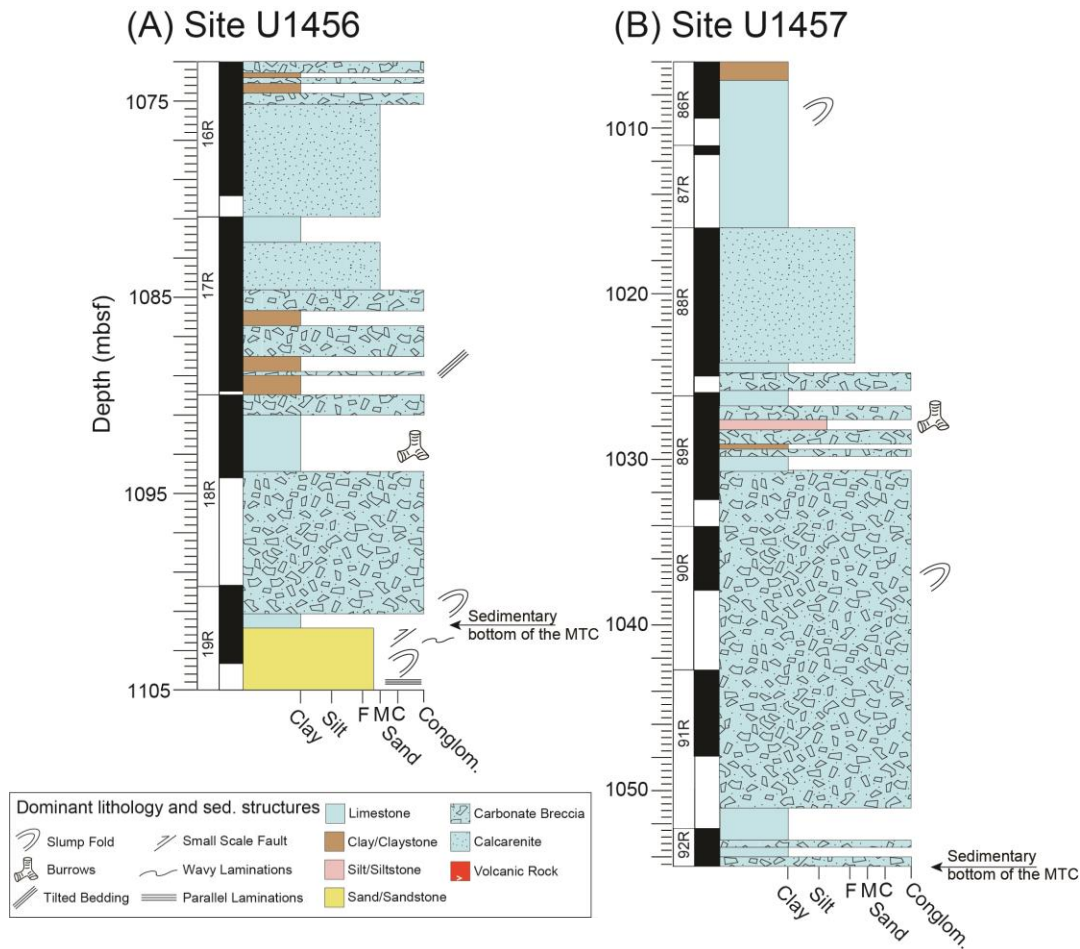 (A) Site U1456
(B) Site U1457
Depth (mbsf)
1075
1085
1095
1105
16R
17R
18R
19R
Sedimentary
bottom of the MTC
Clay
Silt
F M C
Sand
Conglom.
1010
1020
1030
1040
1050
86R
87R
88R
89R
90R
91R
92R
Sedimentary
bottom of the MTC
Clay
Silt
F M C
Sand
Conglom.
Dominant lithology and sed. structures
Slump Fold
Small Scale Fault
Burrows
Wavy Laminations
Tilted Bedding
Parallel Laminations
Limestone
Carbonate Breccia
Clay/Claystone
Calcarenite
Silt/Siltstone
Volcanic Rock
Sand/Sandstone